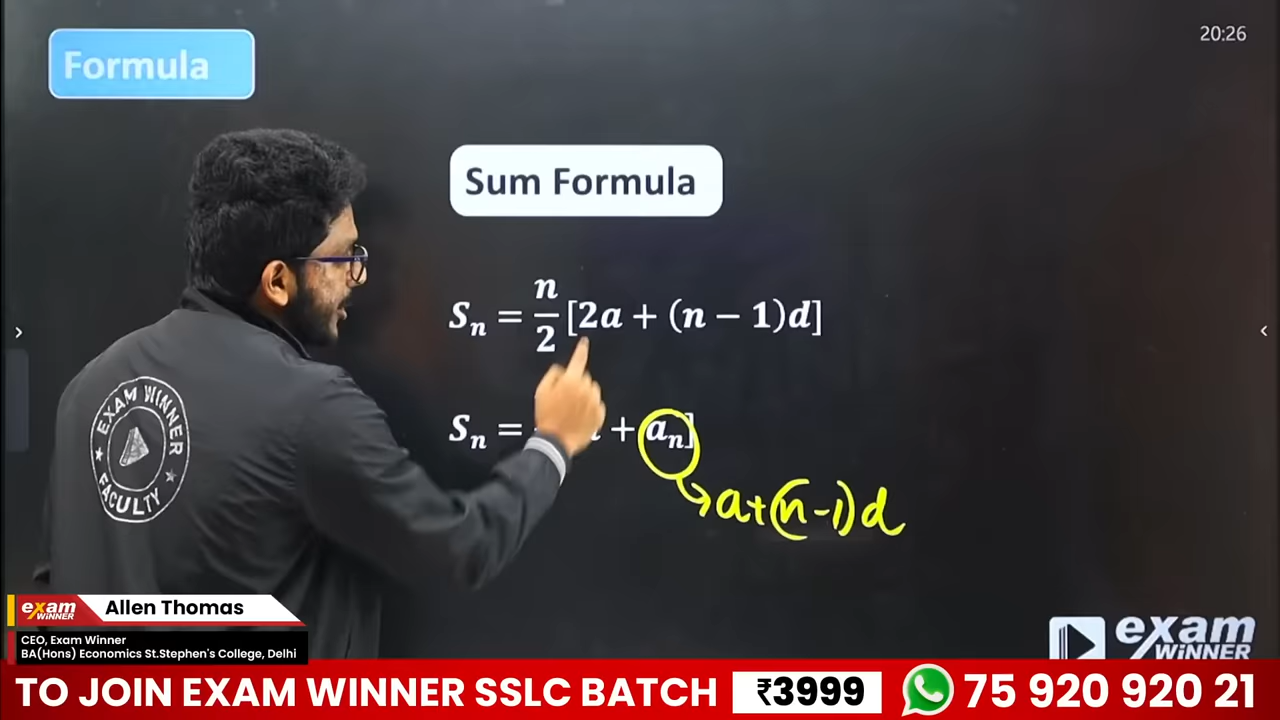 Formula
20:26
Sum Formula
Sₙ = n/2 [2a + (n − 1)d]
Sₙ = + aₙ]
a+(n-1)d
EXAM WINNER
FACULTY
exam WiNNER
Allen Thomas
CEO, Exam Winner
BA(Hons) Economics St.Stephen's College, Delhi
exam
WiNNER
TO JOIN EXAM WINNER SSLC BATCH ₹3999 75 920 920 21